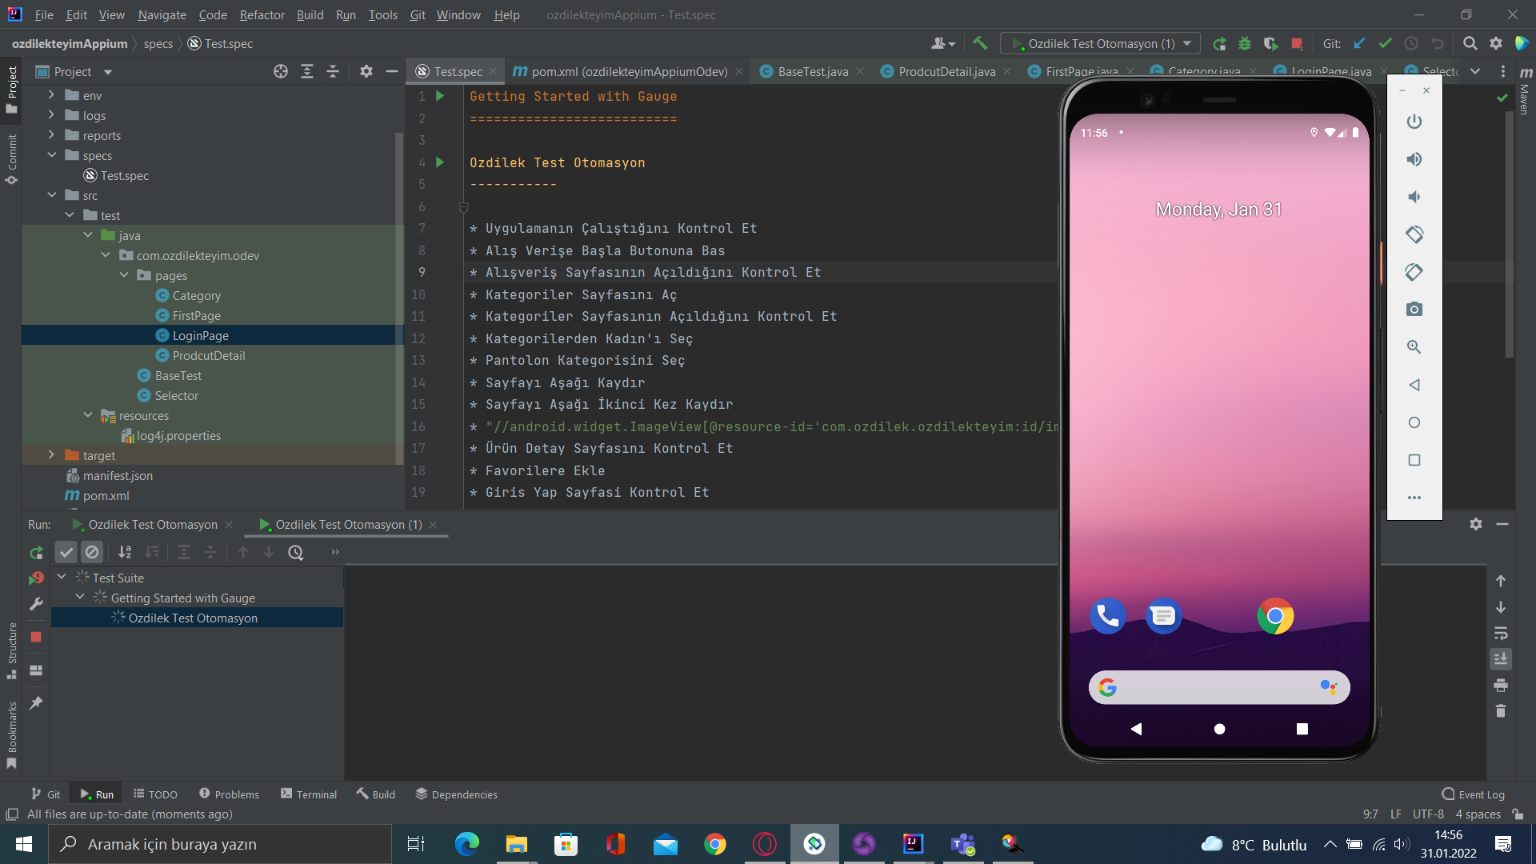 File Edit View Navigate Code Refactor Build Run Tools Git Window Help ozdilekteyimAppium - Test.spec
ozdilekteyimAppium specs Test.spec Ozdilek Test Otomasyon (1) Git:
Project
Test.spec pom.xml (ozdilekteyimAppiumOdev) BaseTest.java ProdcutDetail.java FirstPage.java Category.java LoginPage.java
Project
Commit
Structure
Bookmarks
Maven
env
logs
reports
specs
Test.spec
src
test
java
com.ozdilekteyim.odev
pages
Category
FirstPage
LoginPage
ProdcutDetail
BaseTest
Selector
resources
log4j.properties
target
manifest.json
pom.xml
1 Getting Started with Gauge
2 ==========================
3
4 Ozdilek Test Otomasyon
5 -----------
6
7 * Uygulamanın Çalıştığını Kontrol Et
8 * Alış Verişe Başla Butonuna Bas
9 * Alışveriş Sayfasının Açıldığını Kontrol Et
10 * Kategoriler Sayfasını Aç
11 * Kategoriler Sayfasının Açıldığını Kontrol Et
12 * Kategorilerden Kadın'ı Seç
13 * Pantolon Kategorisini Seç
14 * Sayfayı Aşağı Kaydır
15 * Sayfayı Aşağı İkinci Kez Kaydır
16 * "//android.widget.ImageView[@resource-id='com.ozdilek.ozdilekteyim:id/im
17 * Ürün Detay Sayfasını Kontrol Et
18 * Favorilere Ekle
19 * Giris Yap Sayfasi Kontrol Et
11:56
Monday, Jan 31
Run: Ozdilek Test Otomasyon Ozdilek Test Otomasyon (1)
Test Suite
Getting Started with Gauge
Ozdilek Test Otomasyon
Git Run TODO Problems Terminal Build Dependencies Event Log
All files are up-to-date (moments ago) 9:7 LF UTF-8 4 spaces
Aramak için buraya yazın 8°C Bulutlu
14:56
31.01.2022